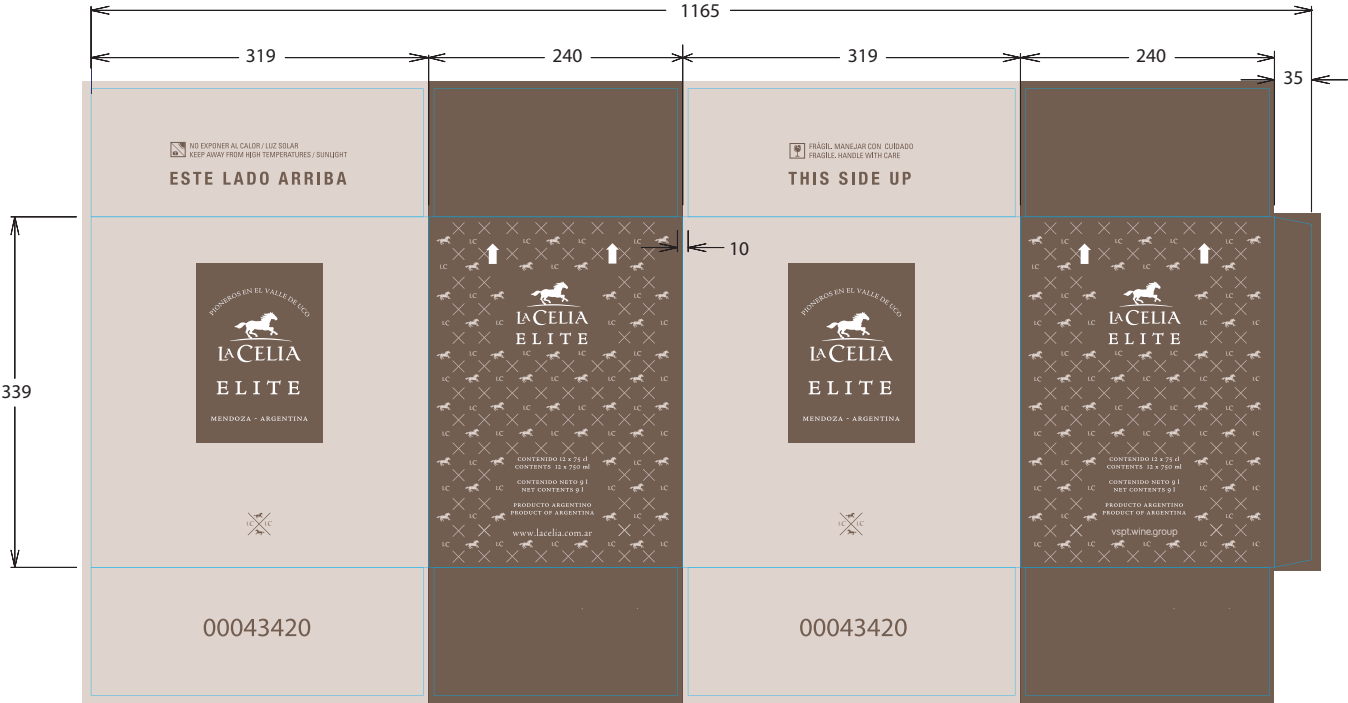 1165
319
240
319
240
35
NO EXPONER AL CALOR / LUZ SOLAR
KEEP AWAY FROM HIGH TEMPERATURES / SUNLIGHT
ESTE LADO ARRIBA
FRÁGIL. MANEJAR CON CUIDADO
FRAGILE. HANDLE WITH CARE
THIS SIDE UP
339
10
PIONEROS EN EL VALLE DE UCO
LA CELIA
ELITE
MENDOZA - ARGENTINA
LC LC
00043420
LA CELIA
ELITE
CONTENIDO 12 x 75 cl
CONTENTS 12 x 750 ml
CONTENIDO NETO 9 l
NET CONTENTS 9 l
PRODUCTO ARGENTINO
PRODUCT OF ARGENTINA
www.lacelia.com.ar
PIONEROS EN EL VALLE DE UCO
LA CELIA
ELITE
MENDOZA - ARGENTINA
LC LC
00043420
LA CELIA
ELITE
CONTENIDO 12 x 75 cl
CONTENTS 12 x 750 ml
CONTENIDO NETO 9 l
NET CONTENTS 9 l
PRODUCTO ARGENTINO
PRODUCT OF ARGENTINA
vspt.wine.group